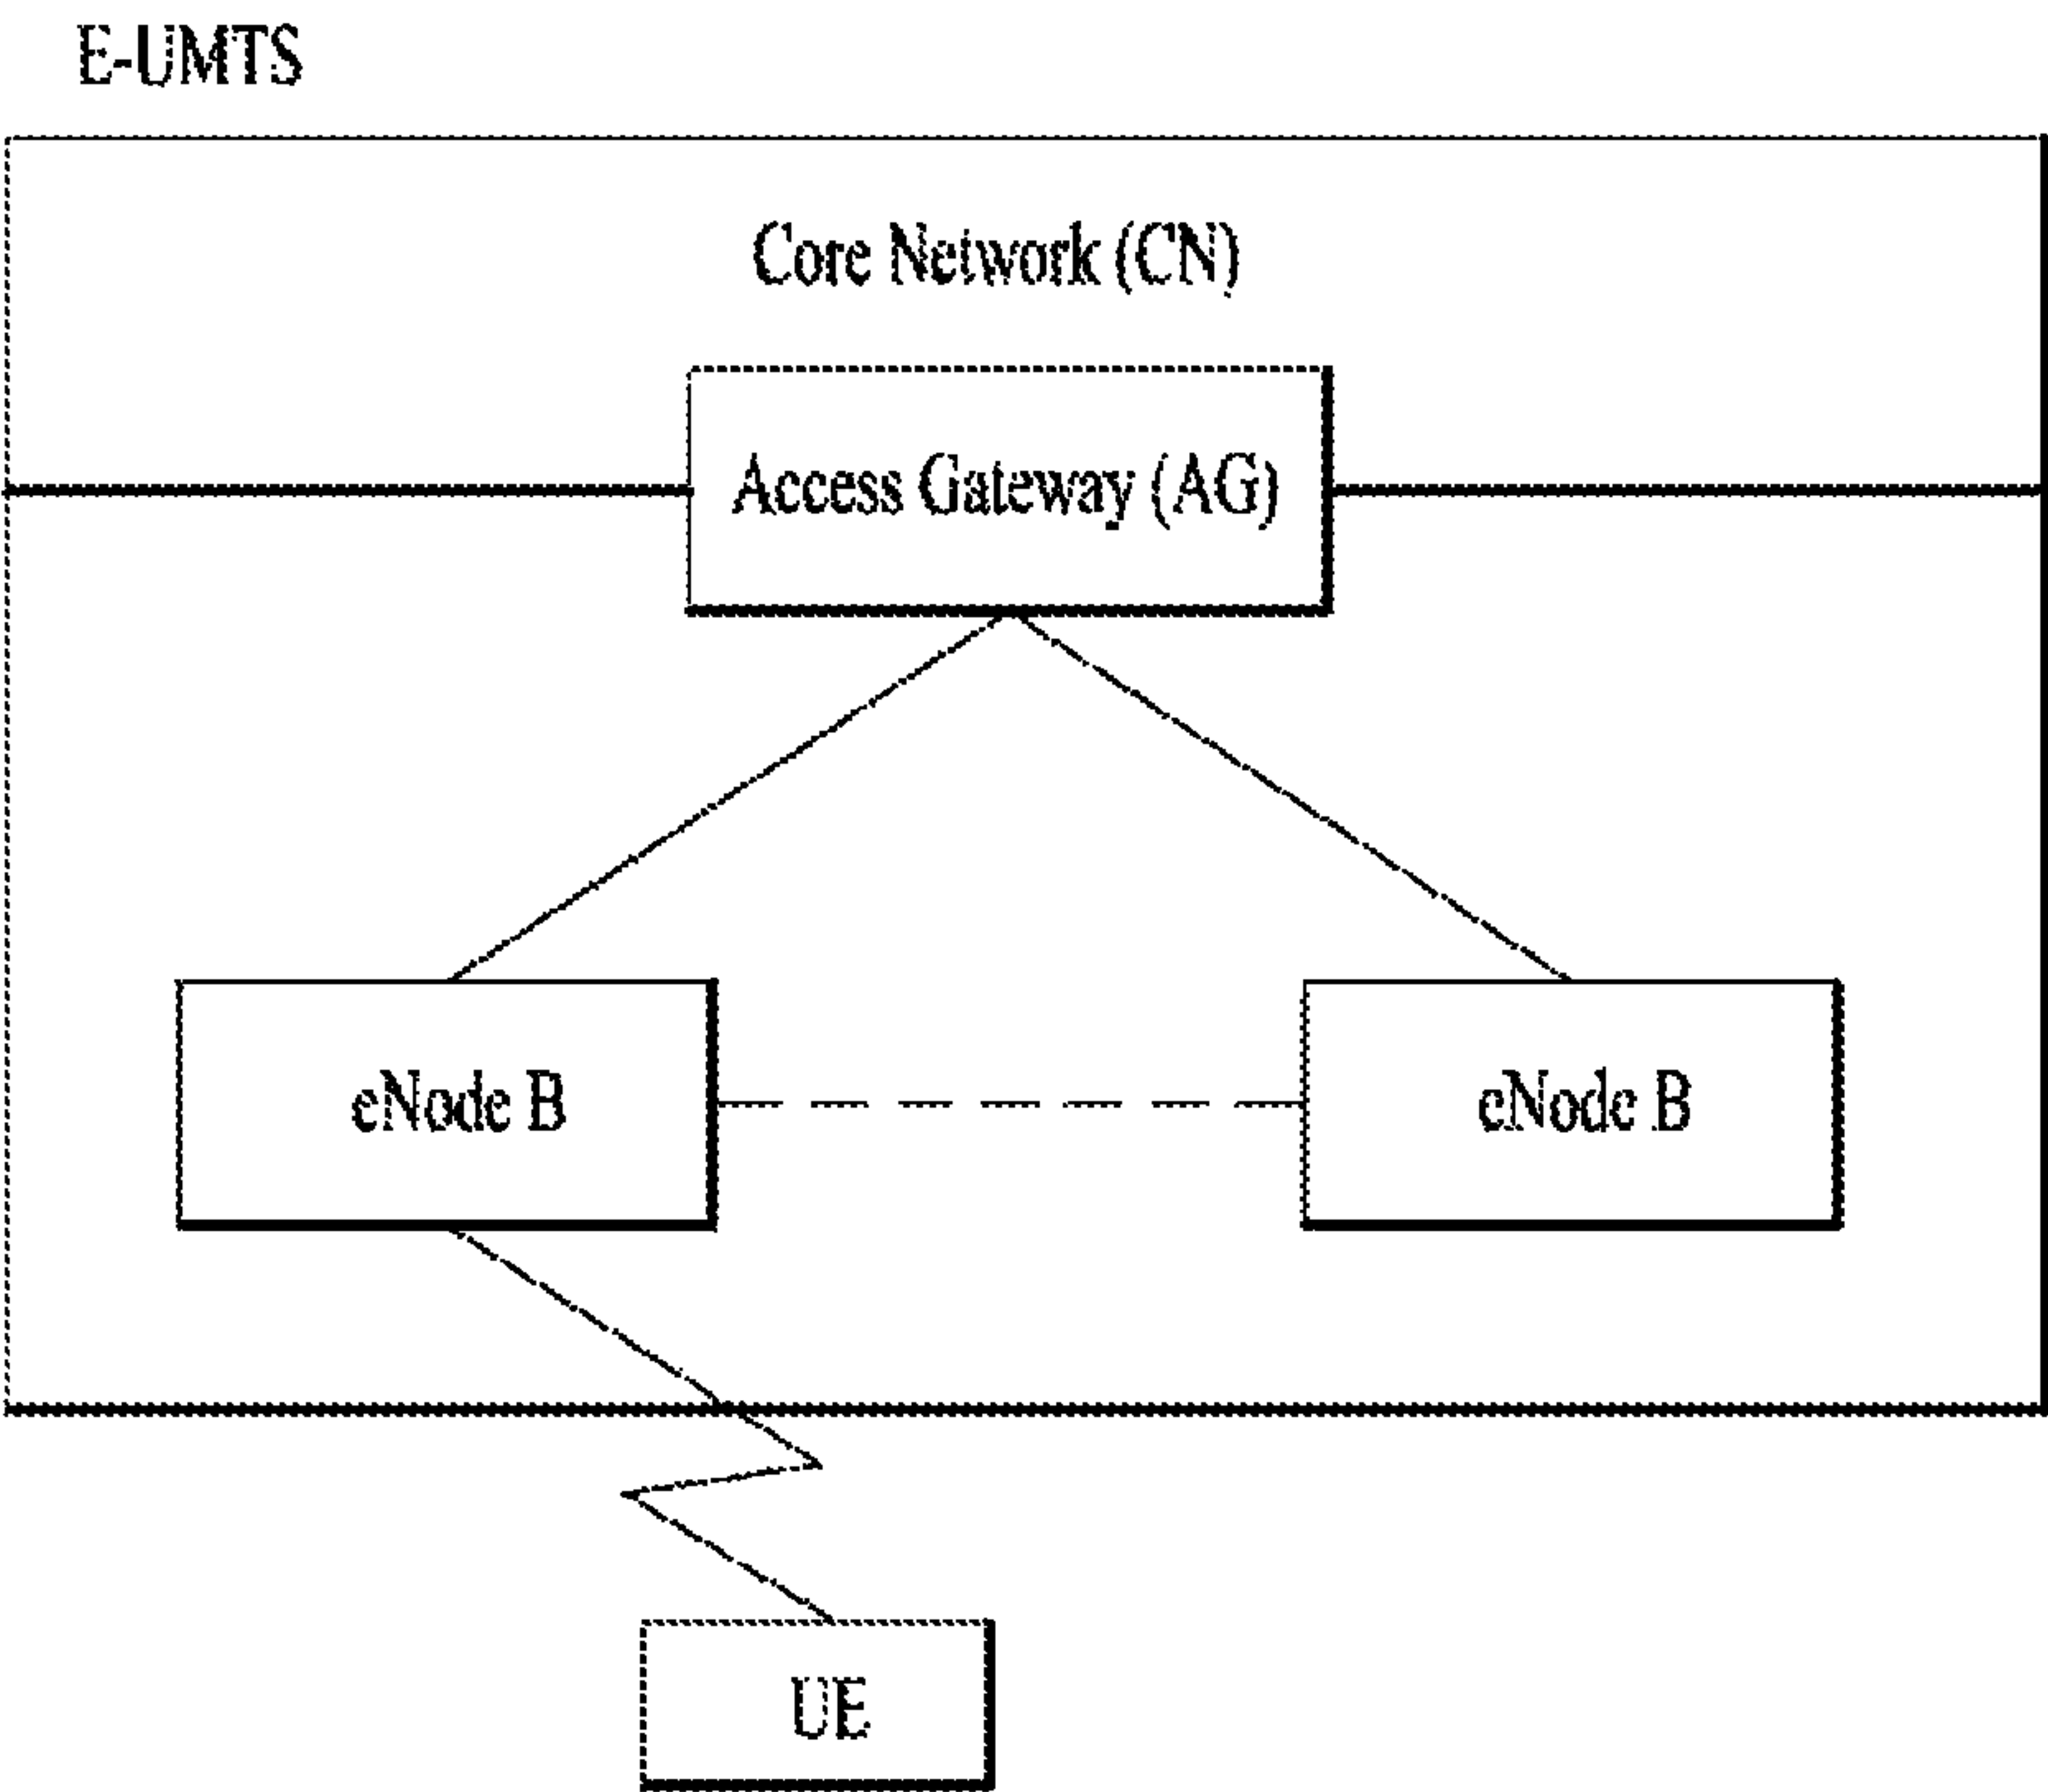 E-UMTS
Core Network (CN)
Access Gateway (AG)
eNode B
eNode B
UE